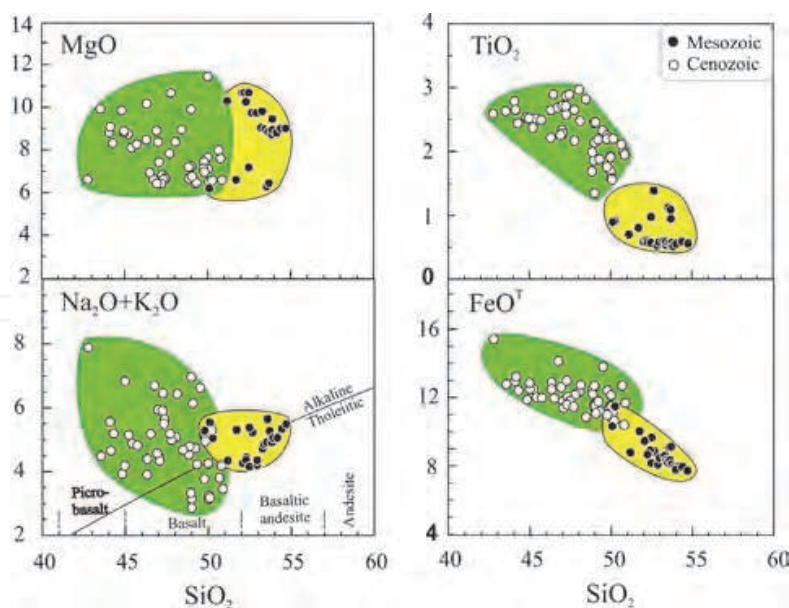 MgO
14
12
10
8
6
4
2
TiO₂
Mesozoic
Cenozoic
4
3
2
1
0
Na₂O+K₂O
8
6
4
2
Alkaline
Tholeiitic
Picro-
basalt
Basalt
Basaltic
andesite
Andesite
40 45 50 55 60
SiO₂
FeOᵀ
16
12
8
4
40 45 50 55 60
SiO₂